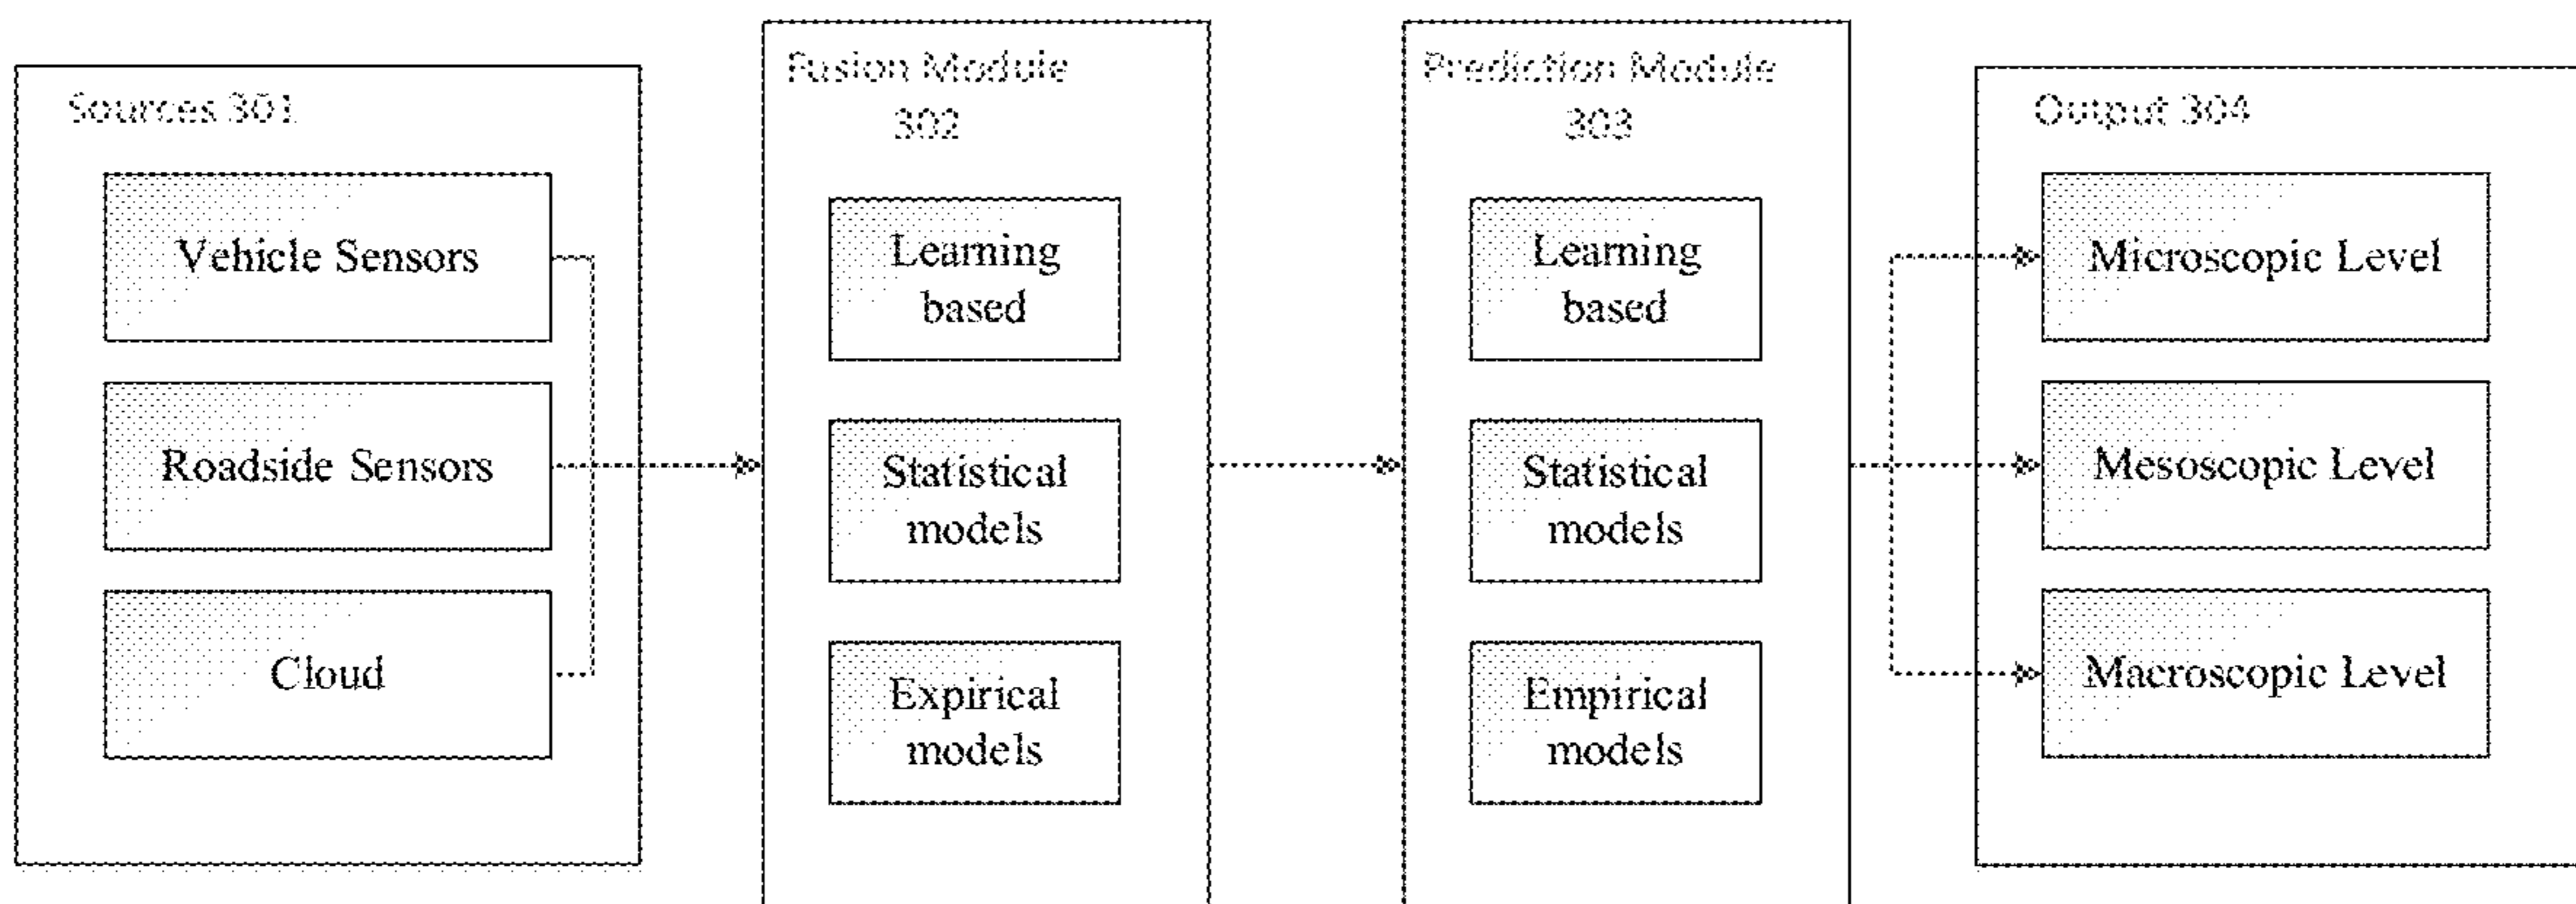 Sources 301
Vehicle Sensors
Roadside Sensors
Cloud
Fusion Module
302
Learning
based
Statistical
models
Expirical
models
Prediction Module
303
Learning
based
Statistical
models
Empirical
models
Output 304
Microscopic Level
Mesoscopic Level
Macroscopic Level